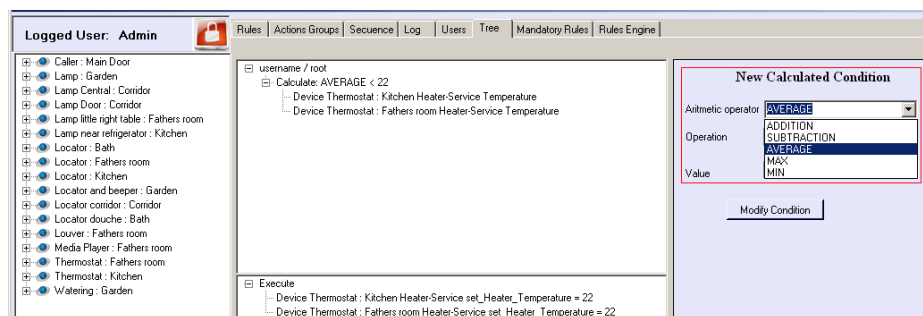 Logged User: Admin
Rules Actions Groups Secuence Log Users Tree Mandatory Rules Rules Engine
Caller : Main Door
Lamp : Garden
Lamp Central : Corridor
Lamp Door : Corridor
Lamp little right table : Fathers room
Lamp near refrigerator : Kitchen
Locator : Bath
Locator : Fathers room
Locator : Kitchen
Locator and beeper : Garden
Locator corridor : Corridor
Locator douche : Bath
Louver : Fathers room
Media Player : Fathers room
Thermostat : Fathers room
Thermostat : Kitchen
Watering : Garden
username / root
Calculate: AVERAGE < 22
Device Thermostat : Kitchen Heater-Service Temperature
Device Thermostat : Fathers room Heater-Service Temperature
Execute
Device Thermostat : Kitchen Heater-Service set_Heater_Temperature = 22
Device Thermostat : Fathers room Heater-Service set_Heater_Temperature = 22
New Calculated Condition
Aritmetic operator AVERAGE
ADDITION
Operation SUBTRACTION
AVERAGE
MAX
Value MIN
Modify Condition